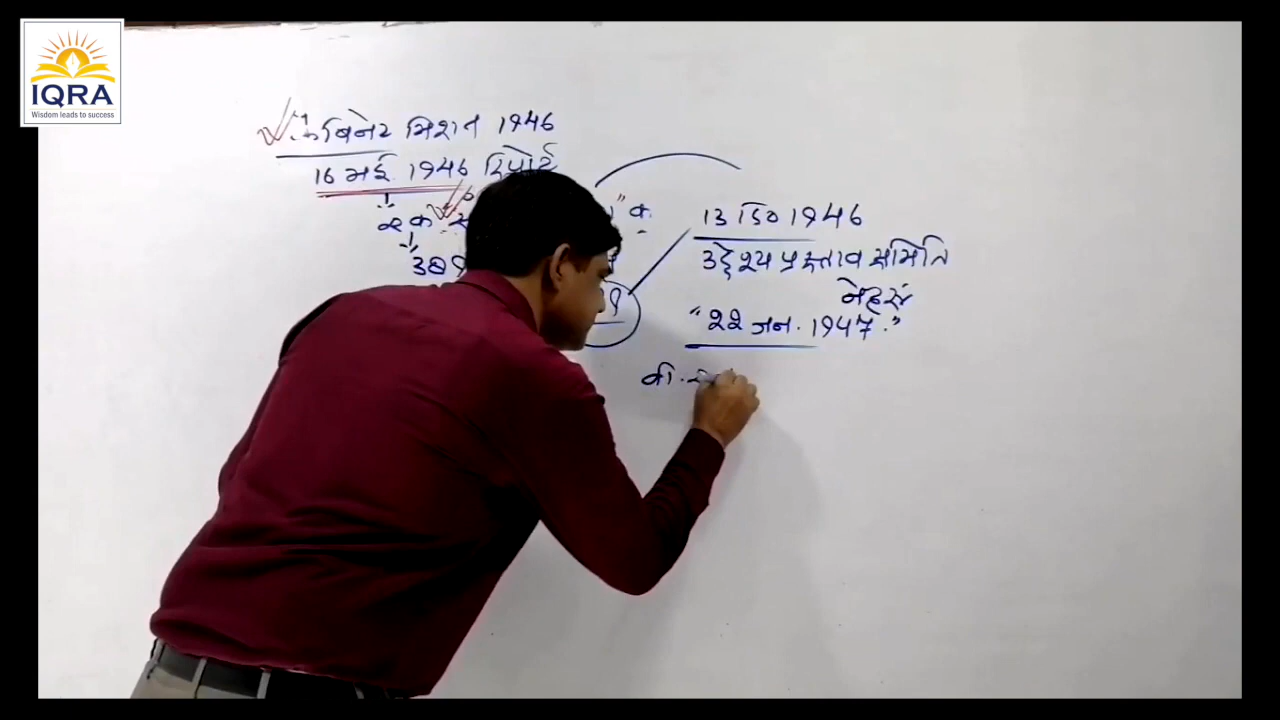 IQRA
Wisdom leads to success
केबिनेट मिशन 1946
16 मई 1946 रिपोर्ट
" क
389
13 दिस 1946
उद्देश्य प्रस्ताव समिति
नेहरू
"22 जन. 1947."
बी.